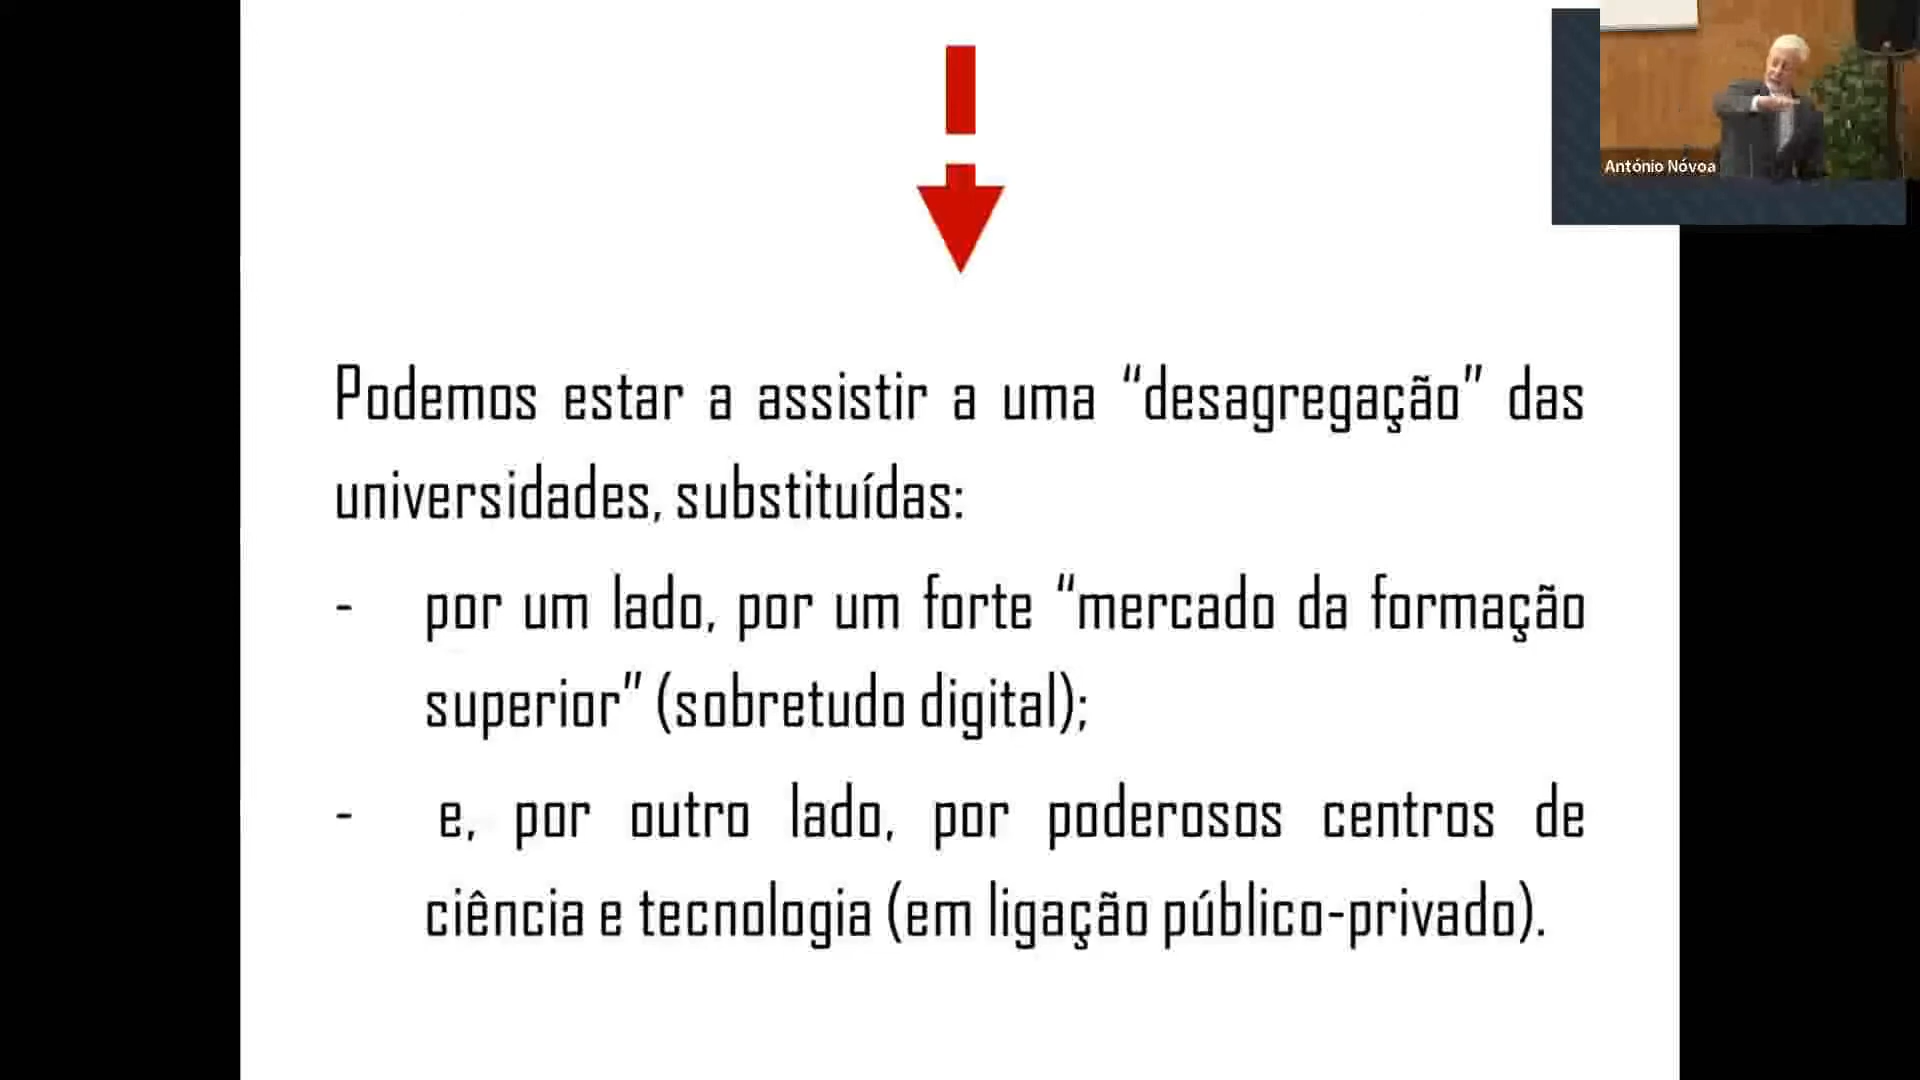 António Nóvoa
Podemos estar a assistir a uma “desagregação” das
universidades, substituídas:
- por um lado, por um forte “mercado da formação
superior” (sobretudo digital);
- e, por outro lado, por poderosos centros de
ciência e tecnologia (em ligação público-privado).